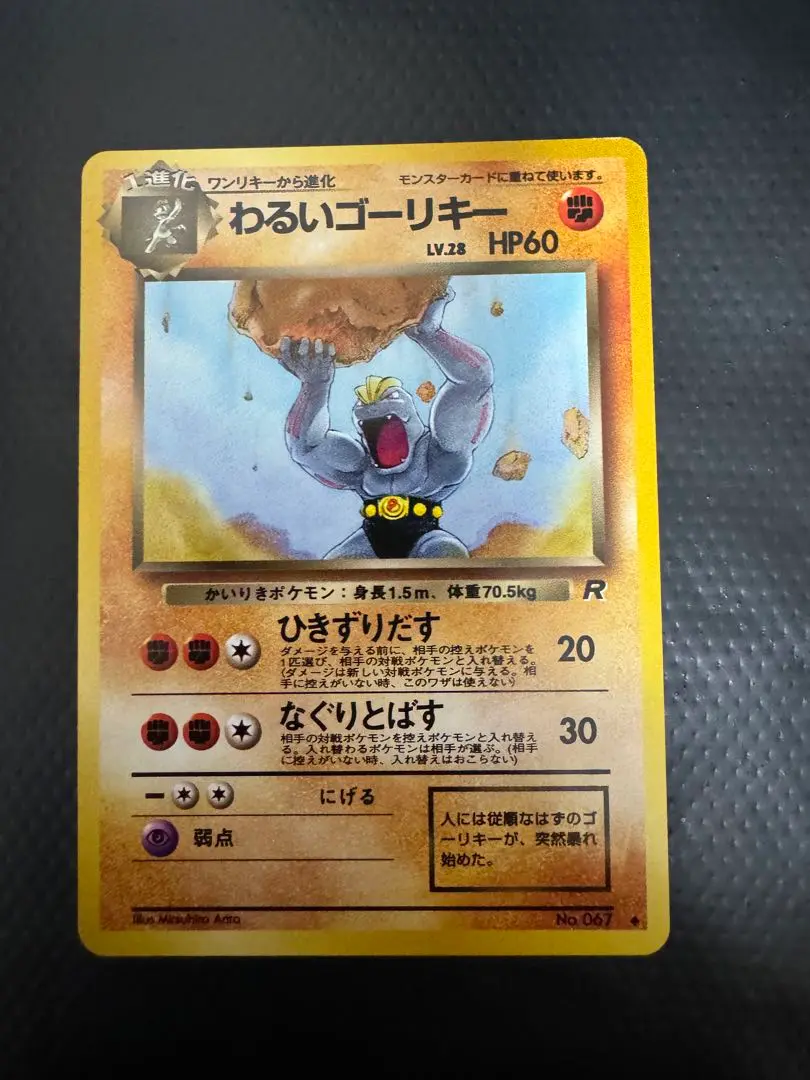 1進化
ワンリキーから進化
モンスターカードに重ねて使います。
わるいゴーリキー
LV.28 HP60
かいりきポケモン：身長1.5m、体重70.5kg
R
ひきずりだす
20
ダメージを与える前に、相手の控えポケモンを
1匹選び、相手の対戦ポケモンと入れ替える。
(ダメージは新しい対戦ポケモンに与える。相
手に控えがいない時、このワザは使えない)
なぐりとばす
30
相手の対戦ポケモンを控えポケモンと入れ替え
る。入れ替わるポケモンは相手が選ぶ。(相手
に控えがいない時、入れ替えはおこらない)
にげる
弱点
人には従順なはずのゴ
ーリキーが、突然暴れ
始めた。
Illus Mitsuhiro Arita
No 067